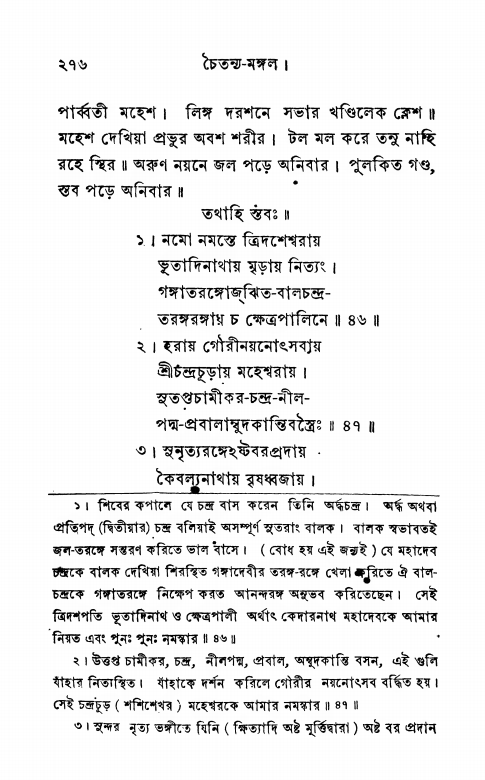 ২৭৬ চৈতন্য-মঙ্গল।
পার্ব্বতী মহেশ। লিঙ্গ দরশনে সভার খণ্ডিলেক ক্লেশ॥
মহেশ দেখিয়া প্রভুর অবশ শরীর। টল মল করে তনু নাহি
রহে স্থির॥ অরুণ নয়নে জল পড়ে অনিবার। পুলকিত গণ্ড,
স্তব পড়ে অনিবার॥
তথাহি স্তবঃ॥
১। নমো নমস্তে ত্রিদশেশ্বরায়
ভূতাদিনাথায় মৃড়ায় নিত্যং।
গঙ্গাতরঙ্গোজ্ঝিত-বালচন্দ্র-
তরঙ্গরঙ্গায় চ ক্ষেত্রপালিনে॥ ৪৬॥
২। হরায় গৌরীনয়নোৎসবায়
শ্রীচন্দ্রচূড়ায় মহেশ্বরায়।
সুতপ্তচামীকর-চন্দ্র-নীল-
পদ্ম-প্রবালাম্বুদকান্তিবস্ত্রৈঃ॥ ৪৭॥
৩। সুনৃত্যরঙ্গেহষ্টবরপ্রদায়
কৈবল্যনাথায় বৃষধ্বজায়।
১। শিবের কপালে যে চন্দ্র বাস করেন তিনি অর্দ্ধচন্দ্র। অর্দ্ধ অথবা
প্রতিপদ্ (দ্বিতীয়ার) চন্দ্র বলিয়াই অসম্পূর্ণ সুতরাং বালক। বালক স্বভাবতই
জল-তরঙ্গে সন্তরণ করিতে ভাল বাসে। (বোধ হয় এই জন্যই) যে মহাদেব
চন্দ্রকে বালক দেখিয়া শিরস্থিত গঙ্গাদেবীর তরঙ্গ-রঙ্গে খেলা করিতে ঐ বাল-
চন্দ্রকে গঙ্গাতরঙ্গে নিক্ষেপ করত আনন্দরঙ্গ অনুভব করিতেছেন। সেই
ত্রিদশপতি ভূতাদিনাথ ও ক্ষেত্রপালী অর্থাৎ কেদারনাথ মহাদেবকে আমার
নিয়ত এবং পুনঃ পুনঃ নমস্কার॥ ৪৬॥
২। উত্তপ্ত চামীকর, চন্দ্র, নীলপদ্ম, প্রবাল, অম্বুদকান্তি বসন, এই গুলি
যাঁহার নিতাস্থিত। যাঁহাকে দর্শন করিলে গৌরীর নয়নোৎসব বর্দ্ধিত হয়।
সেই চন্দ্রচূড় (শশিশেখর) মহেশ্বরকে আমার নমস্কার॥ ৪৭॥
৩। সুন্দর নৃত্য ভঙ্গীতে যিনি (ক্ষিত্যাদি অষ্ট মূর্ত্তিদ্বারা) অষ্ট বর প্রদান